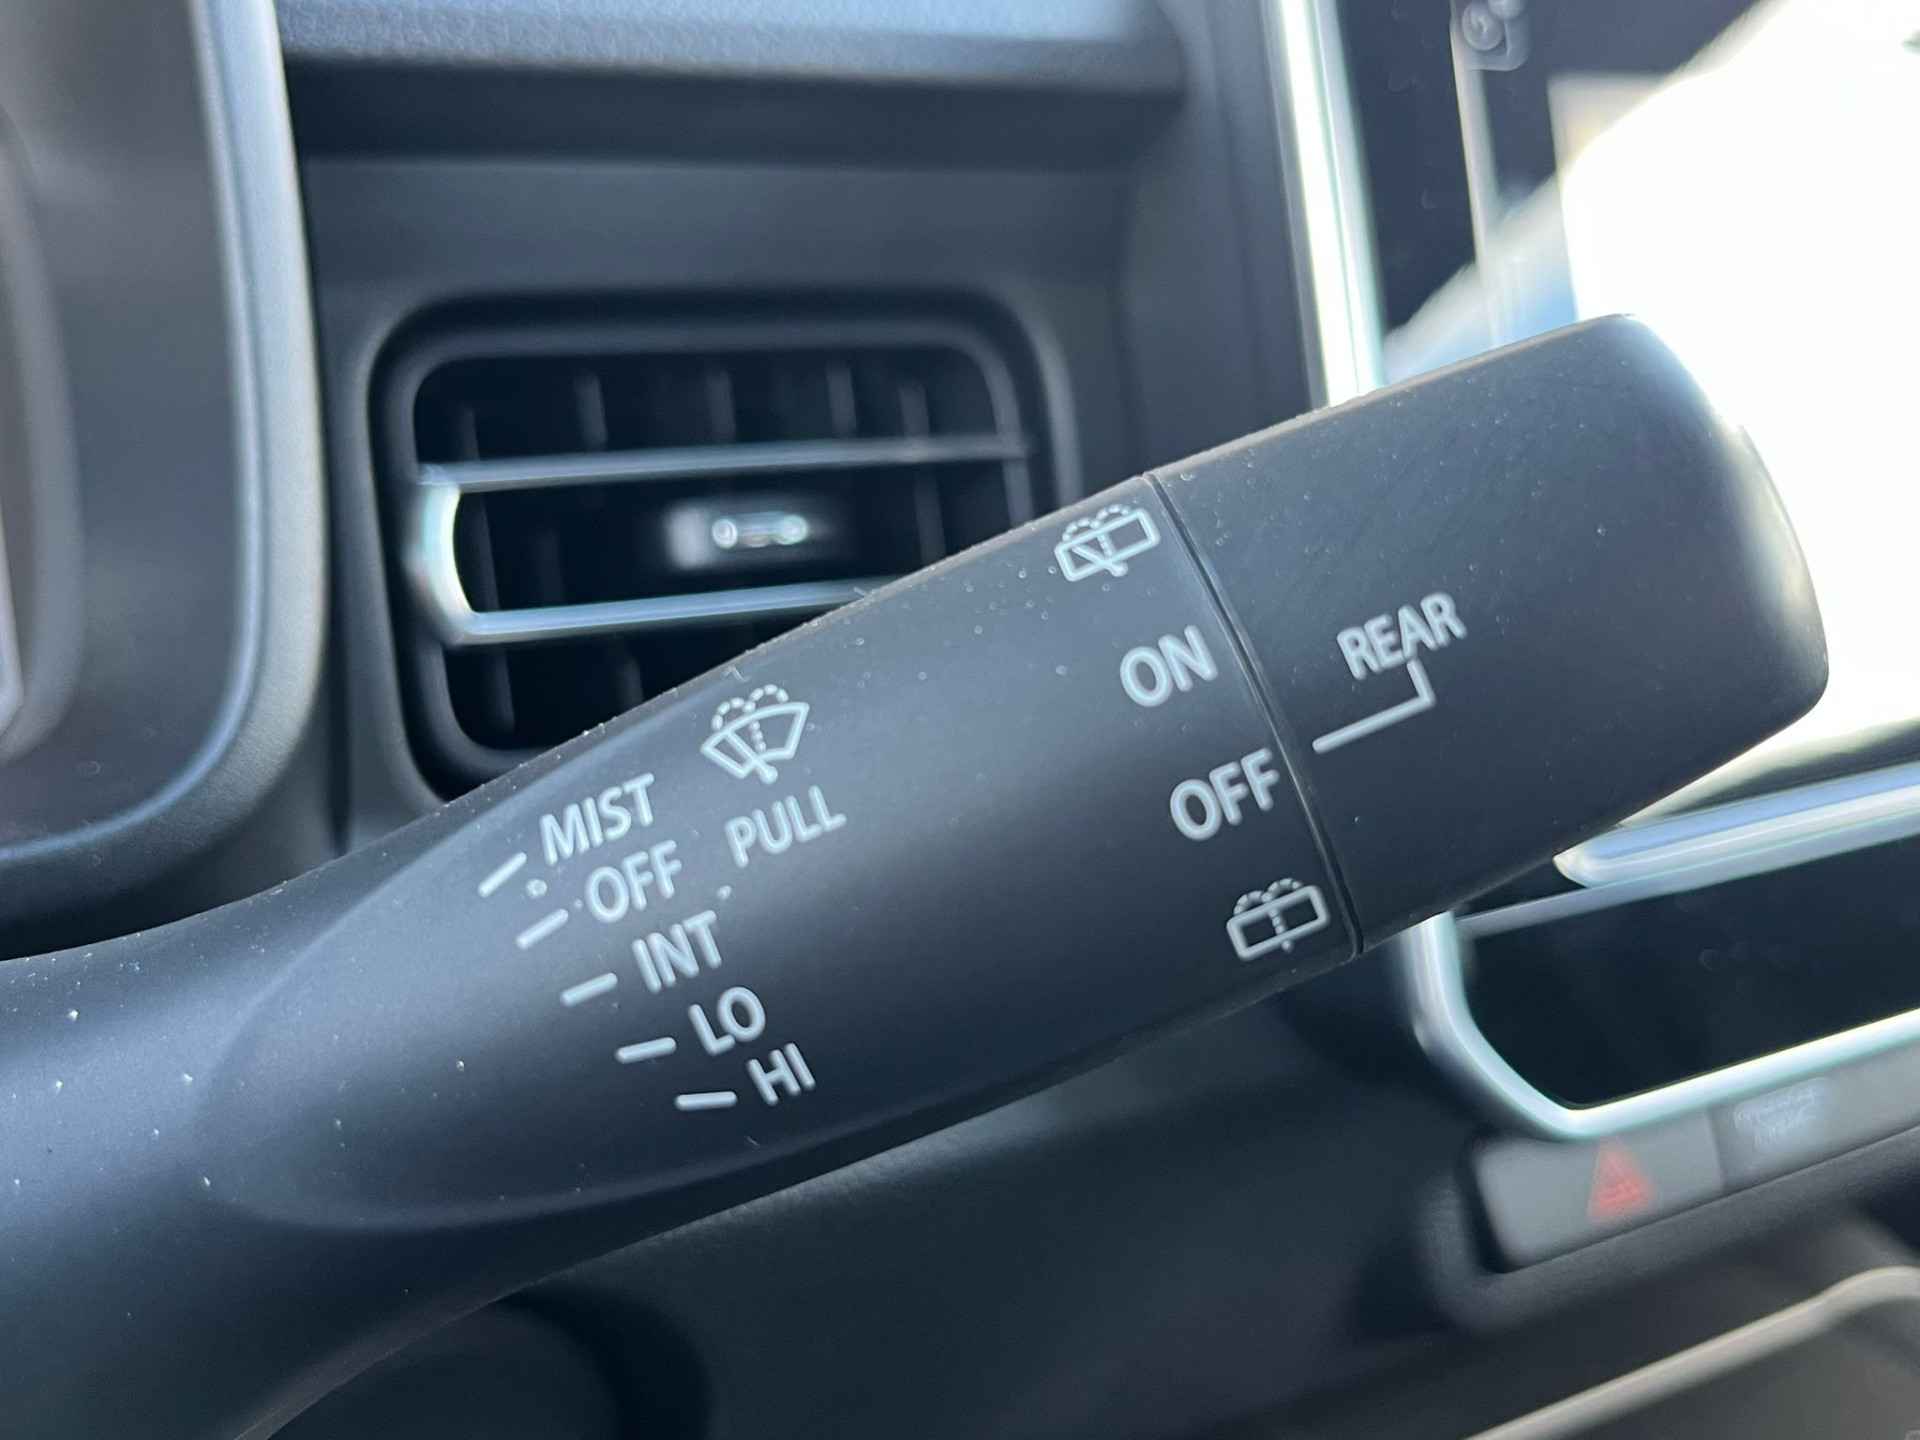 REAR
ON
OFF
MIST
OFF
PULL
INT
LO
HI